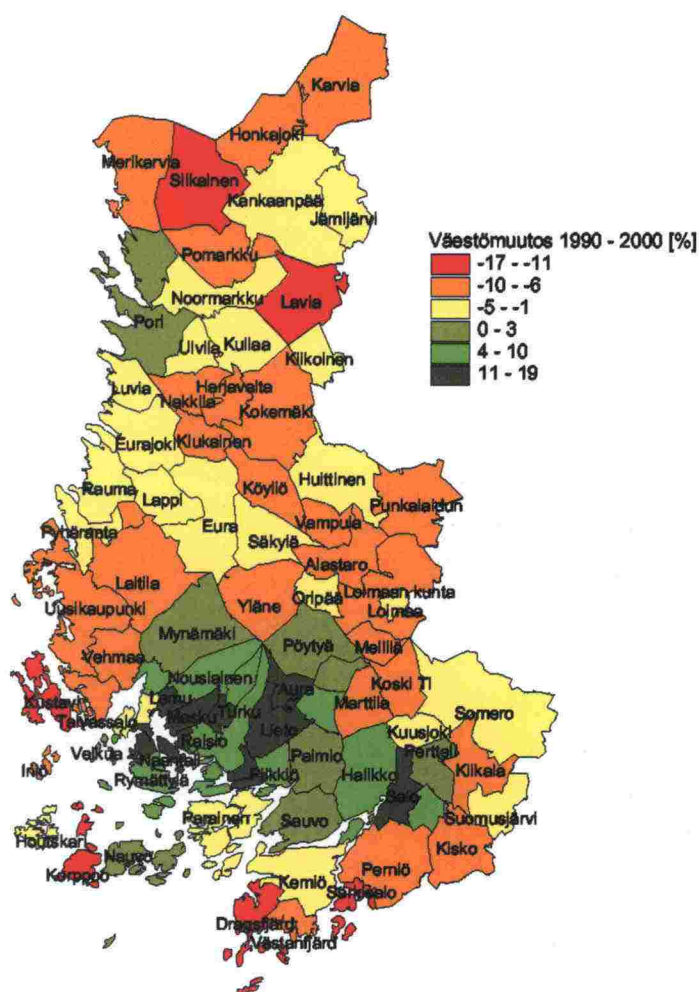 Karvia
Honkajoki
Merikarvia
Siikainen
Kankaanpää
Jämijärvi
Väestömuutos 1990 - 2000 [%]
-17 - -11
-10 - -6
-5 - -1
0 - 3
4 - 10
11 - 19
Pomarkku
Noormarkku
Lavia
Pori
Ulvila
Kullaa
Kiikoinen
Luvia
Harjavalta
Nakkila
Kokemäki
Eurajoki
Kiukainen
Huittinen
Rauma
Lappi
Köyliö
Punkalaidun
Vampula
Eura
Säkylä
Pyhäranta
Alastaro
Laitila
Loimaan kunta
Oripää
Yläne
Uusikaupunki
Loimaa
Mynämäki
Pöytyä
Mellilä
Vehmaa
Koski Tl
Nousiainen
Aura
Kustavi
Lemu
Marttila
Somero
Taivassalo
Masku
Turku
Lieto
Kuusjoki
Raisio
Pertteli
Velkua
Naantali
Paimio
Kiikala
Iniö
Rymättylä
Piikkiö
Halikko
Salo
Suomusjärvi
Parainen
Sauvo
Houtskari
Kisko
Nauvo
Korppoo
Perniö
Kemiö
Särkisalo
Dragsfjärd
Västanfjärd